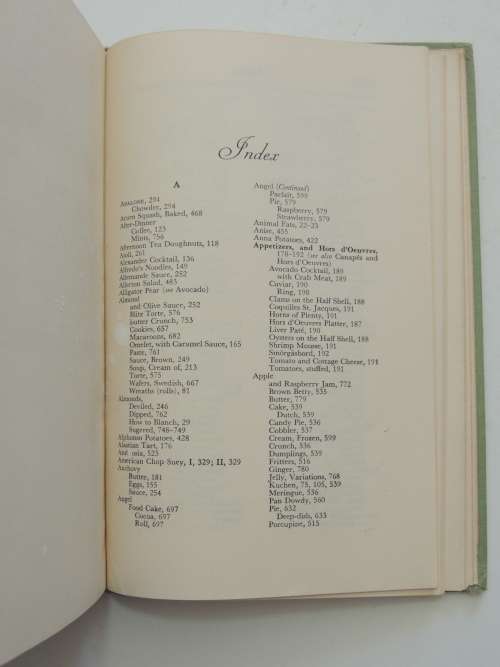 Index
A
ABALONE, 294
Chowder, 294
Acorn Squash, Baked, 468
After-Dinner
Coffee, 123
Mints, 756
Afternoon Tea Doughnuts, 118
Aioli, 261
Alexander Cocktail, 136
Alfredo's Noodles, 149
Allemande Sauce, 252
Allerton Salad, 483
Alligator Pear (see Avocado)
Almond
and Olive Sauce, 252
Blitz Torte, 576
Butter Crunch, 753
Cookies, 657
Macaroons, 682
Omelet, with Caramel Sauce, 165
Paste, 761
Sauce, Brown, 249
Soup, Cream of, 213
Torte, 575
Wafers, Swedish, 667
Wreaths (rolls), 81
Almonds,
Deviled, 246
Dipped, 762
How to Blanch, 29
Sugared, 748-749
Alphonso Potatoes, 428
Alsatian Tart, 176
523
American Chop Suey, I, 329; II, 329
Anchovy
Butter, 181
Eggs, 155
Sauce, 254
Angel
Food Cake, 697
Cocoa, 697
Roll, 697
Angel (Continued)
Parfait, 599
Pie, 579
Raspberry, 579
Strawberry, 579
Animal Fats, 22-23
Anise, 455
Anna Potatoes, 422
Appetizers, and Hors d'Oeuvres,
178-192 (see also Canapés and
Hors d'Oeuvres)
Avocado Cocktail, 189
with Crab Meat, 189
Caviar, 190
Ring, 190
Clams on the Half Shell, 188
Coquilles St. Jacques, 191
Horns of Plenty, 191
Hors d'Oeuvres Platter, 187
Liver Paté, 190
Oysters on the Half Shell, 188
Shrimp Mousse, 191
Smörgåsbord, 192
Tomato and Cottage Cheese, 191
Tomatoes, stuffed, 191
Apple
and Raspberry Jam, 772
Brown Betty, 535
Butter, 779
Cake, 539
Dutch, 539
Candy Pie, 536
Cobbler, 537
Cream, Frozen, 599
Crunch, 536
Dumplings, 539
Fritters, 516
Ginger, 780
Jelly, Variations, 768
Kuchen, 75, 105, 539
Meringue, 536
Pan Dowdy, 560
Pie, 632
Deep-dish, 633
Porcupine, 515